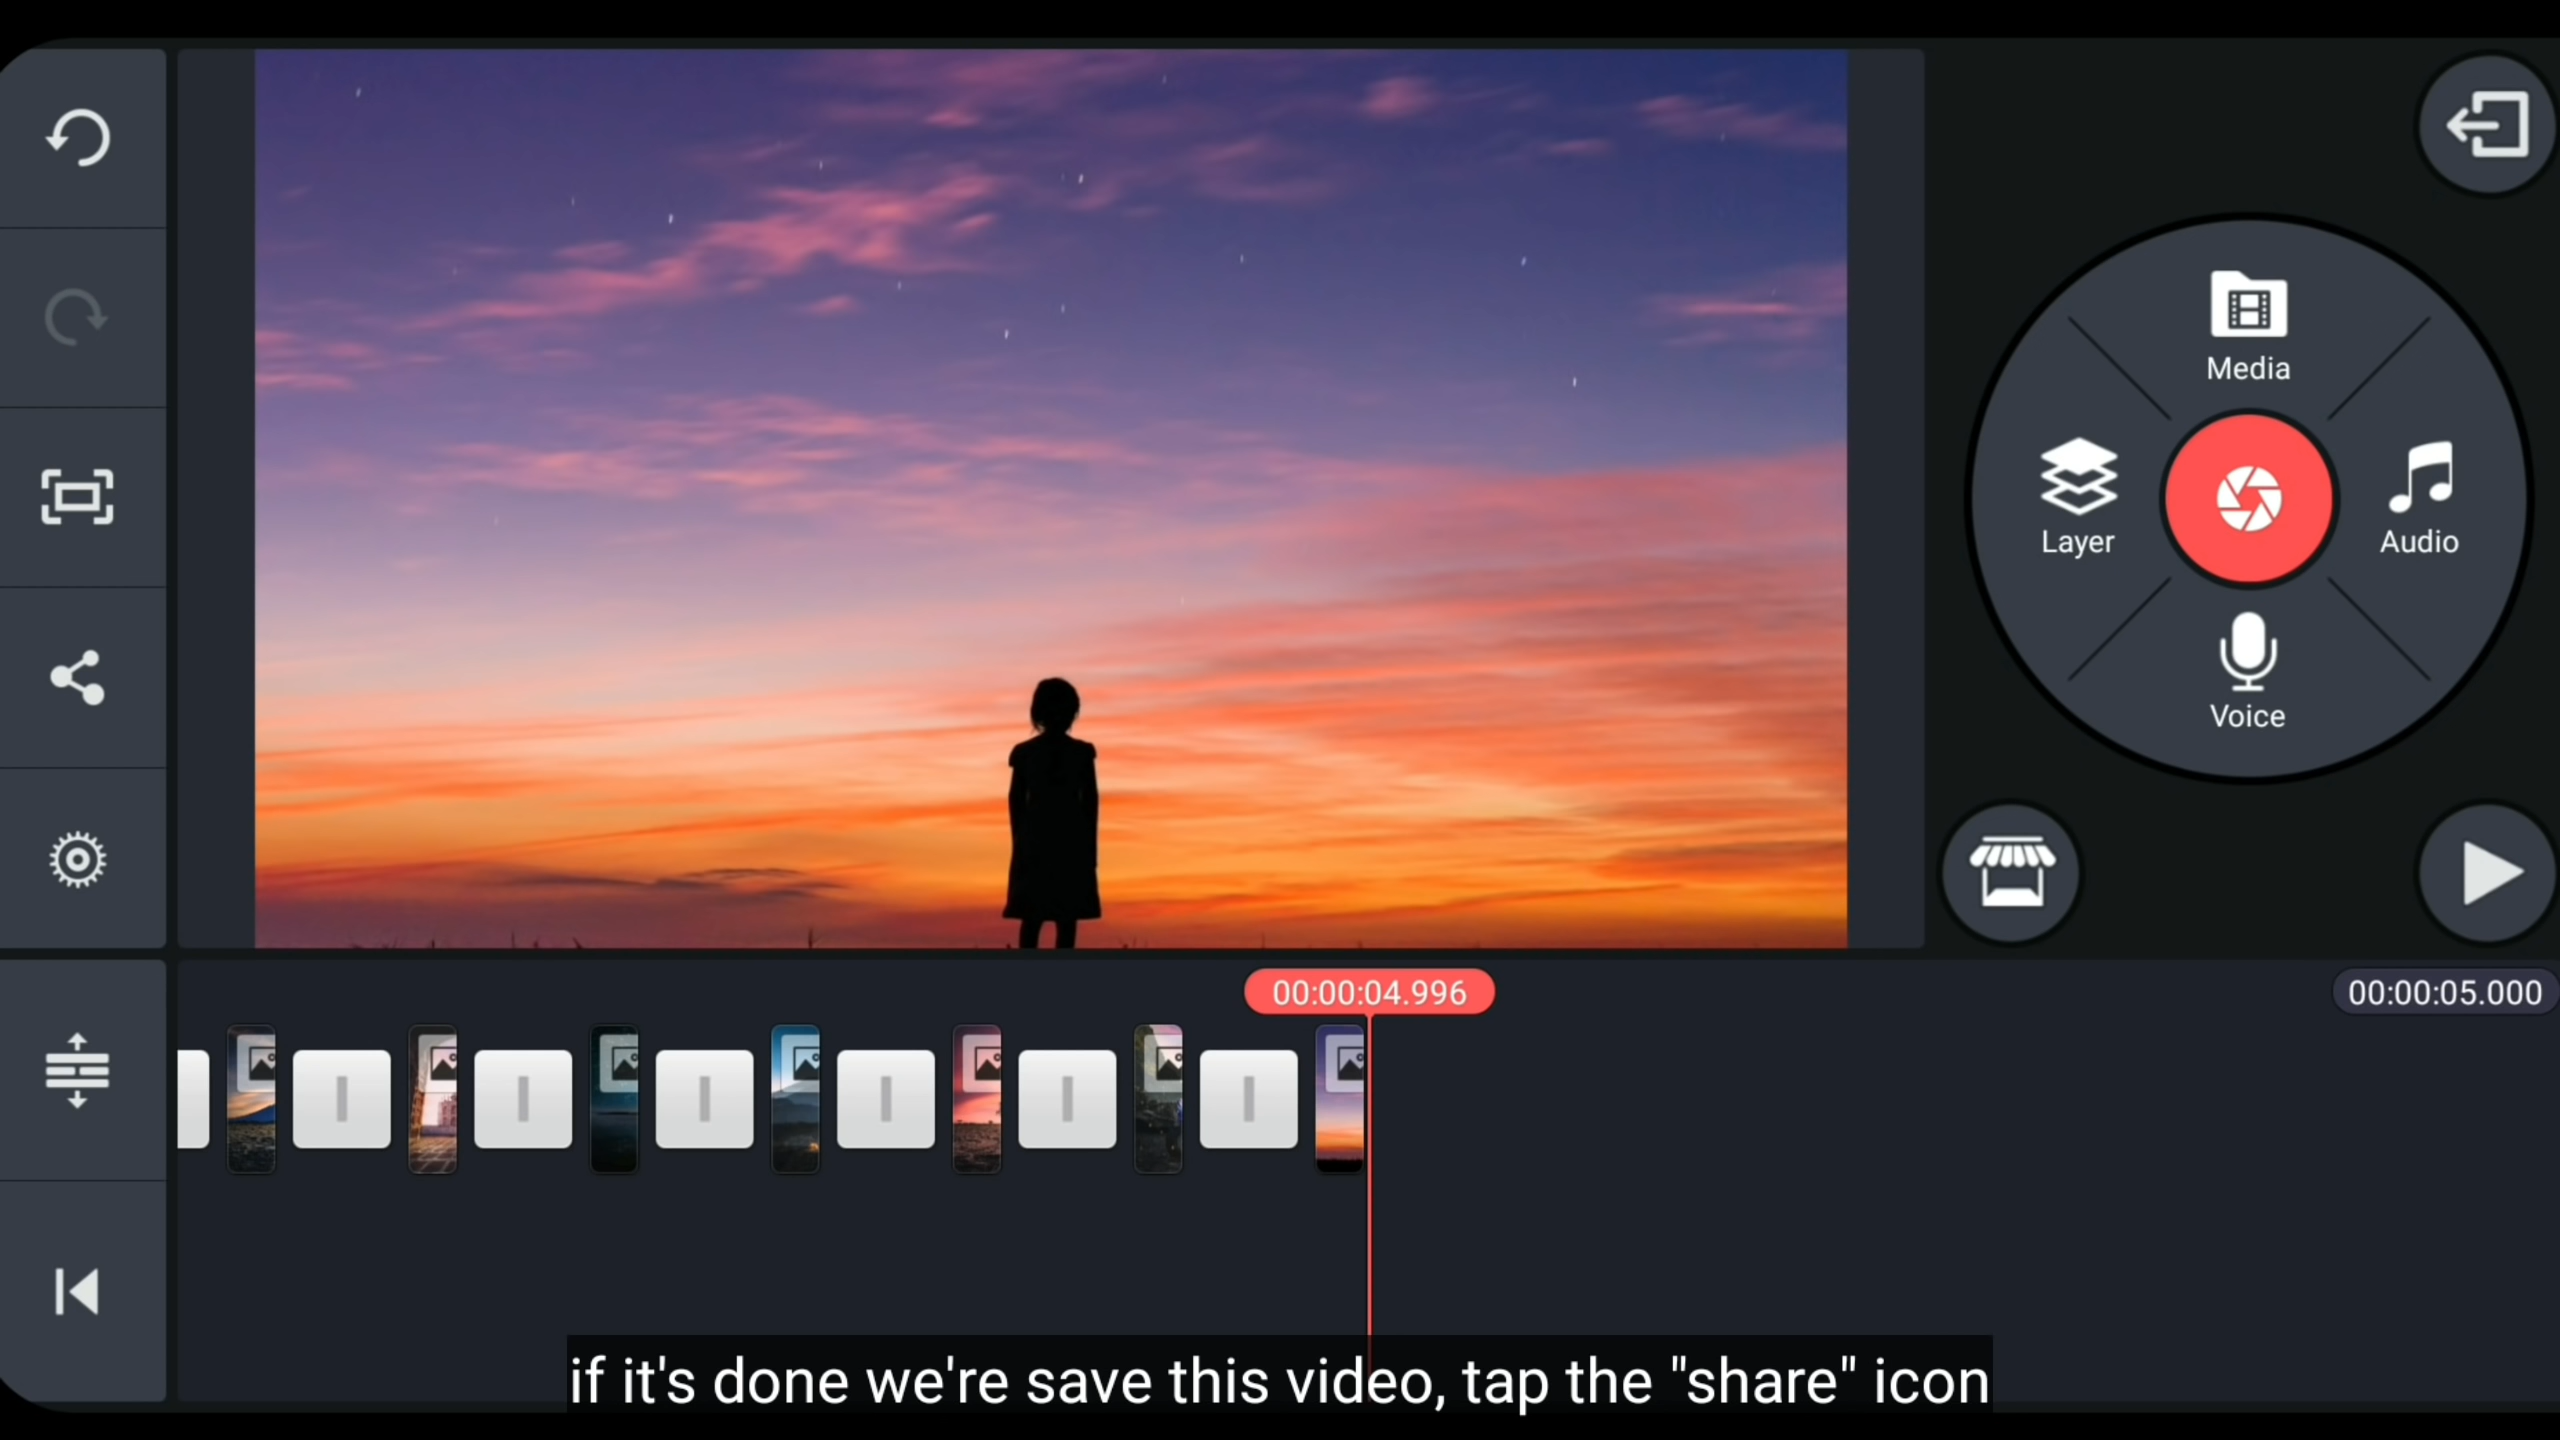 Media
Layer
Audio
Voice
00:00:04.996
00:00:05.000
if it's done we're save this video, tap the "share" icon